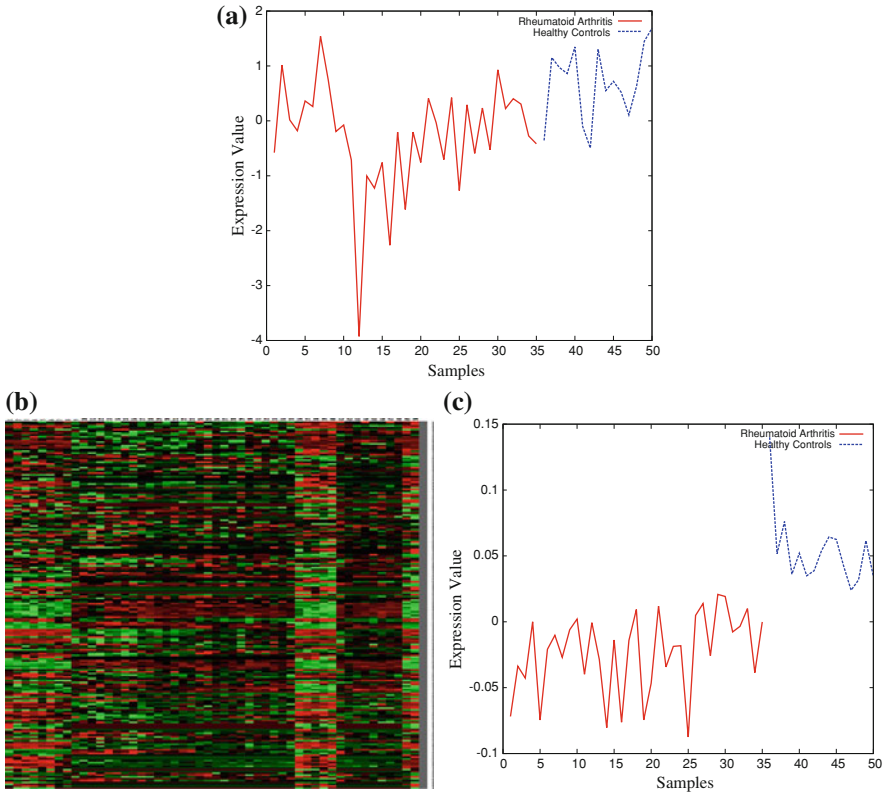 (a)
Rheumatoid Arthritis
Healthy Controls
2
1
0
-1
-2
-3
-4
Expression Value
0 5 10 15 20 25 30 35 40 45 50
Samples
(b)
(c)
Rheumatoid Arthritis
Healthy Controls
0.15
0.1
0.05
0
-0.05
-0.1
Expression Value
0 5 10 15 20 25 30 35 40 45 50
Samples